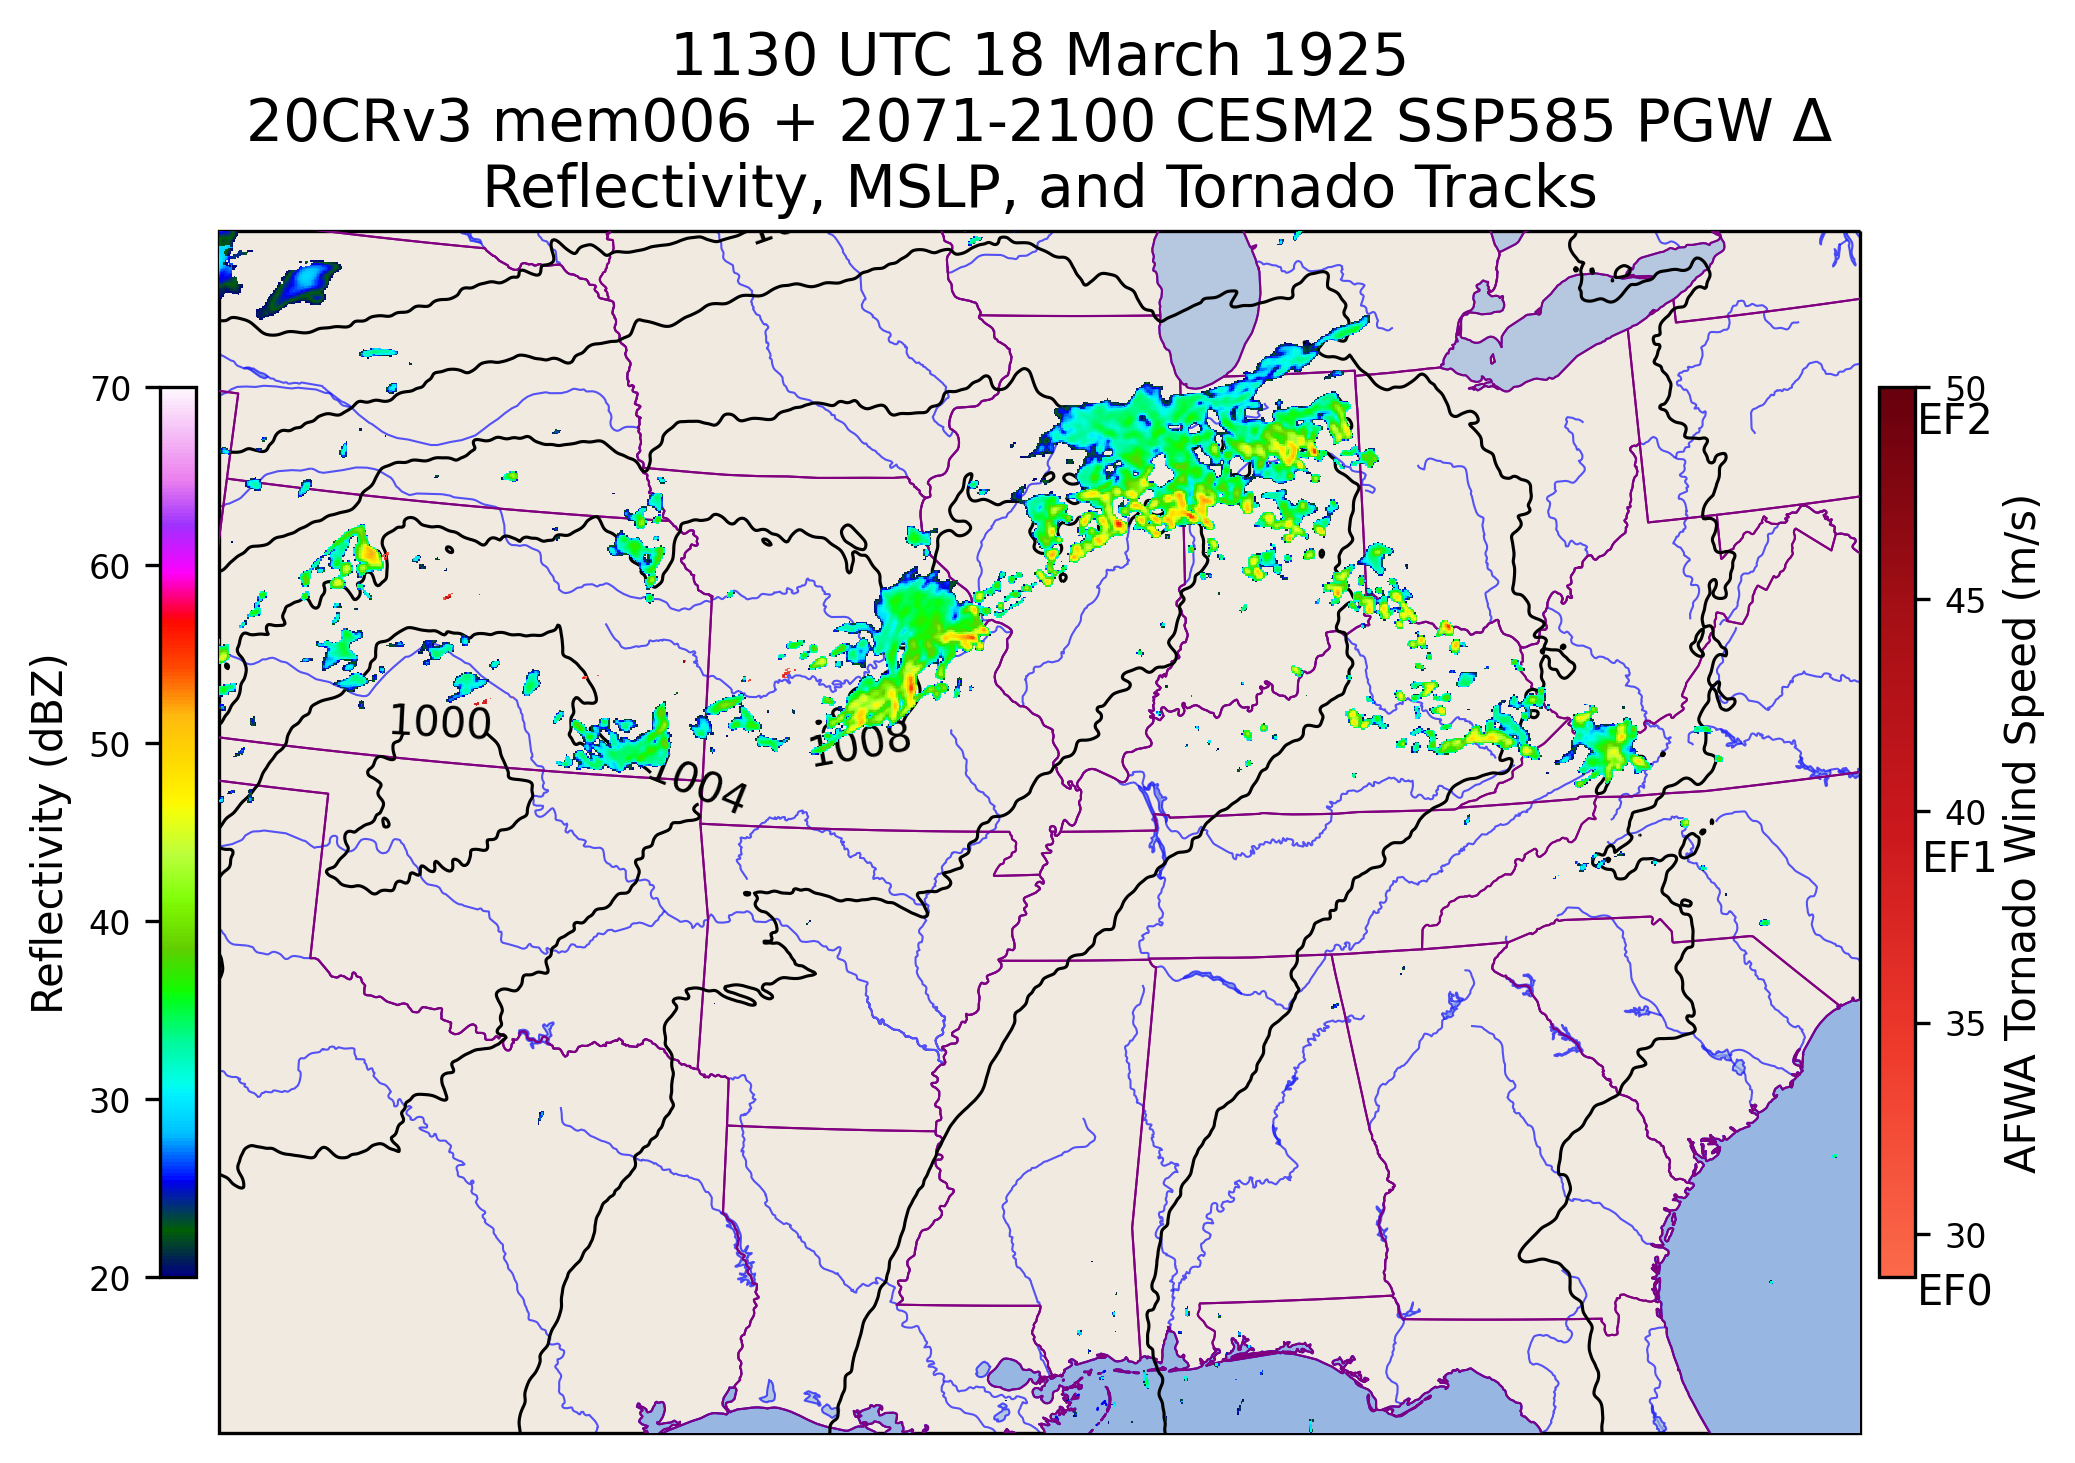 1130 UTC 18 March 1925
20CRv3 mem006 + 2071-2100 CESM2 SSP585 PGW Δ
Reflectivity, MSLP, and Tornado Tracks
70
60
50
40
30
20
Reflectivity (dBZ)
1000
1004
1008
50
EF2
45
40
EF1
35
30
EF0
AFWA Tornado Wind Speed (m/s)